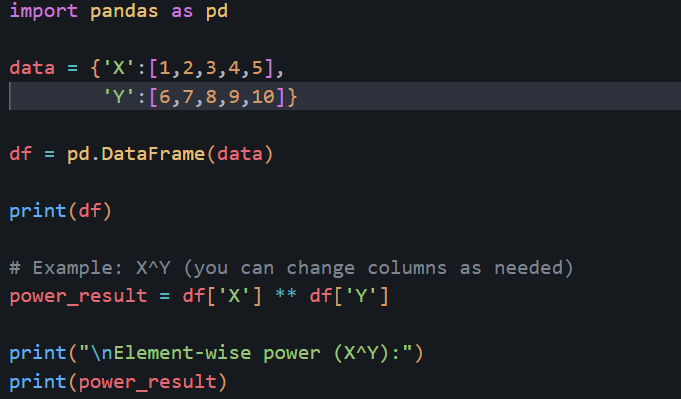 import pandas as pd
data = {'X':[1,2,3,4,5],
        'Y':[6,7,8,9,10]}
df = pd.DataFrame(data)
print(df)
# Example: X^Y (you can change columns as needed)
power_result = df['X'] ** df['Y']
print("\nElement-wise power (X^Y):")
print(power_result)